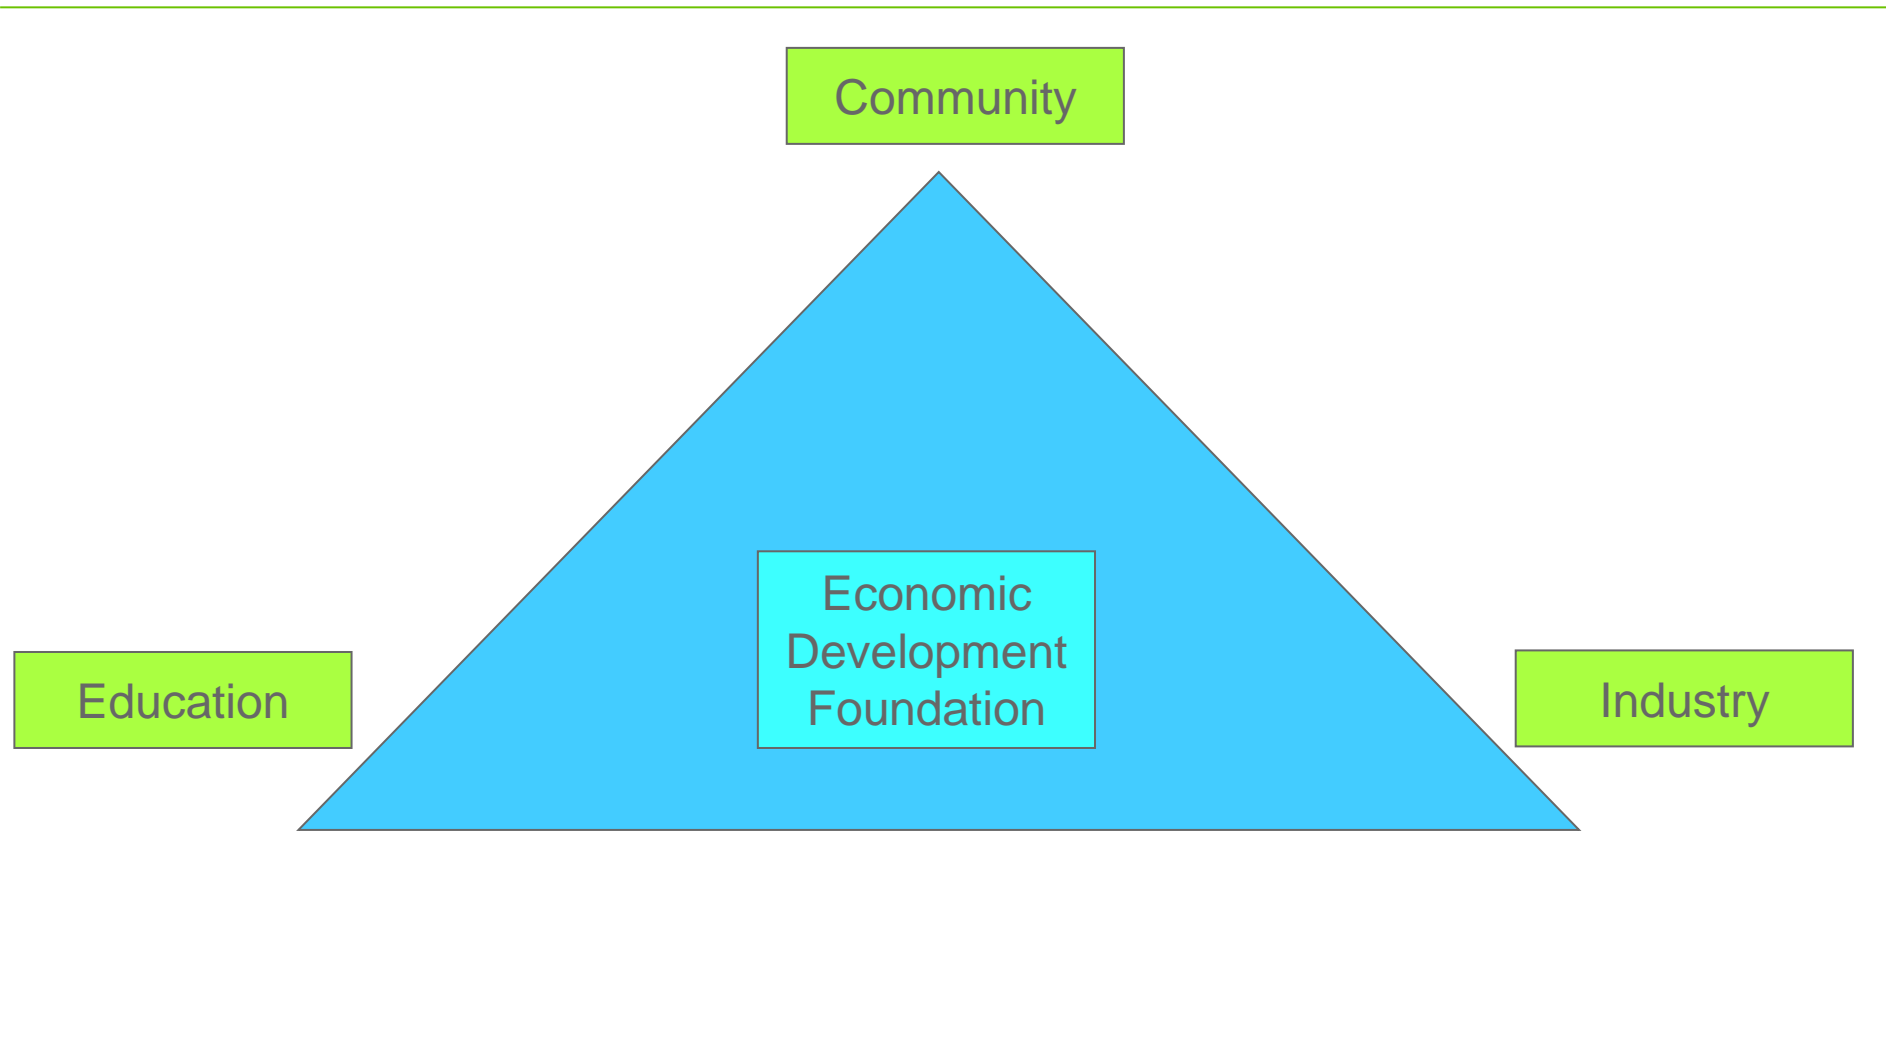 Community
Economic
Development
Foundation
Education
Industry